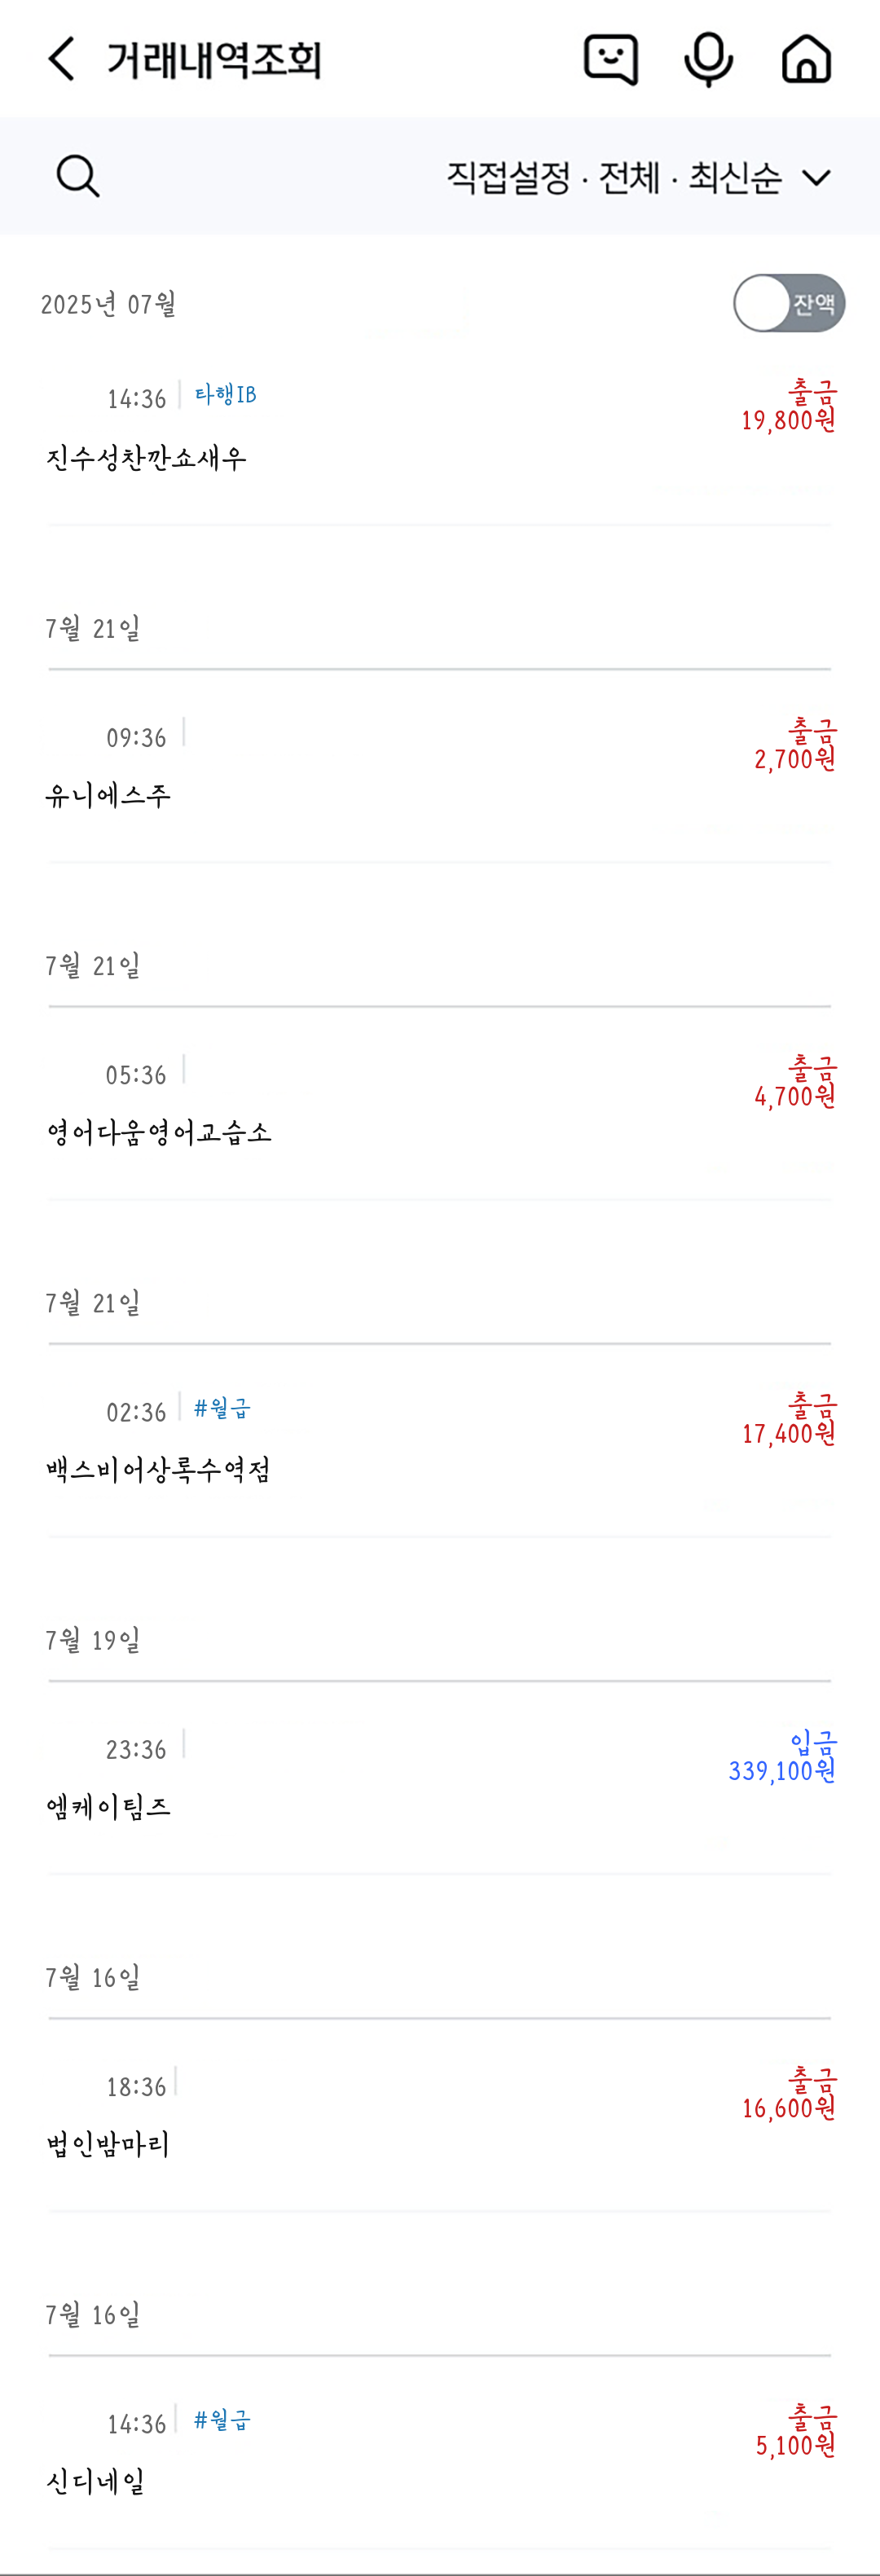 거래내역조회
직접설정 · 전체 · 최신순
2025년 07월
잔액
14:36 타행IB
출금
19,800원
진수성찬깐쇼새우
7월 21일
09:36
출금
2,700원
유니에스주
7월 21일
05:36
출금
4,700원
영어다움영어교습소
7월 21일
02:36 #월급
출금
17,400원
백스비어상록수역점
7월 19일
23:36
입금
339,100원
엠케이팀즈
7월 16일
18:36
출금
16,600원
법인밤마리
7월 16일
14:36 #월급
출금
5,100원
신디네일